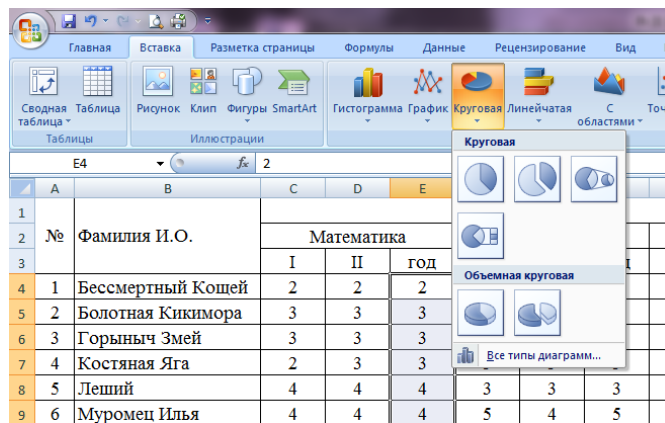 Главная Вставка Разметка страницы Формулы Данные Рецензирование Вид
Сводная таблица Таблица Рисунок Клип Фигуры SmartArt Гистограмма График Круговая Линейчатая С областями
Таблицы Иллюстрации
Круговая
E4 fx 2
A B C D E
1
2 № Фамилия И.О. Математика
3 I II год
Объемная круговая
4 1 Бессмертный Кощей 2 2 2
5 2 Болотная Кикимора 3 3 3
6 3 Горыныч Змей 3 3 3
Все типы диаграмм...
7 4 Костяная Яга 2 3 3
8 5 Леший 4 4 4 3 3 3
9 6 Муромец Илья 4 4 4 5 4 5